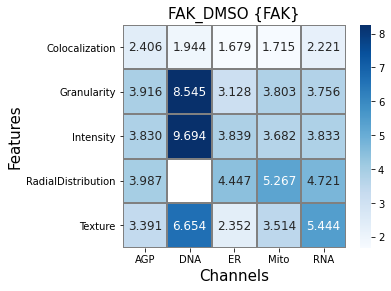 FAK_DMSO {FAK}
Features
Colocalization 2.406 1.944 1.679 1.715 2.221
Granularity 3.916 8.545 3.128 3.803 3.756
Intensity 3.830 9.694 3.839 3.682 3.833
RadialDistribution 3.987 4.447 5.267 4.721
Texture 3.391 6.654 2.352 3.514 5.444
AGP DNA ER Mito RNA
Channels
8
7
6
5
4
3
2